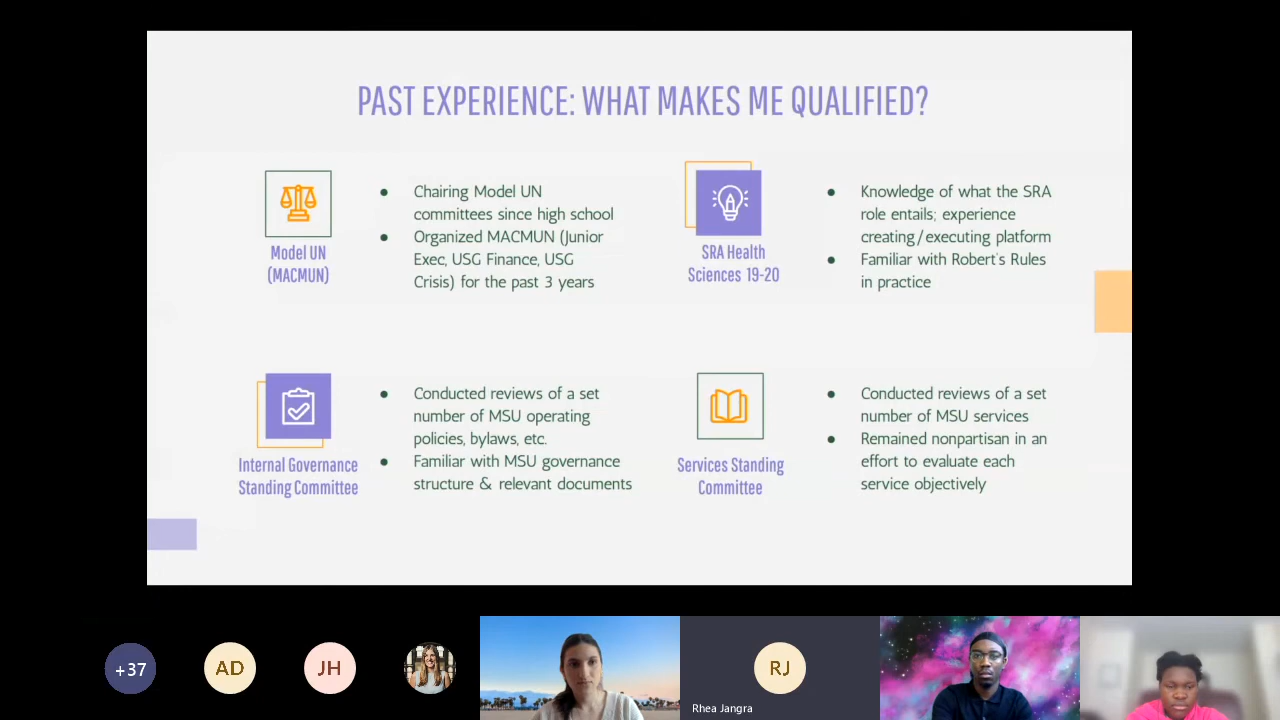 PAST EXPERIENCE: WHAT MAKES ME QUALIFIED?
Model UN
(MACMUN)
● Chairing Model UN
committees since high school
● Organized MACMUN (Junior
Exec, USG Finance, USG
Crisis) for the past 3 years
SRA Health
Sciences 19-20
● Knowledge of what the SRA
role entails; experience
creating/executing platform
● Familiar with Robert's Rules
in practice
Internal Governance
Standing Committee
● Conducted reviews of a set
number of MSU operating
policies, bylaws, etc.
● Familiar with MSU governance
structure & relevant documents
Services Standing
Committee
● Conducted reviews of a set
number of MSU services
● Remained nonpartisan in an
effort to evaluate each
service objectively
+37
AD
JH
RJ
Rhea Jangra